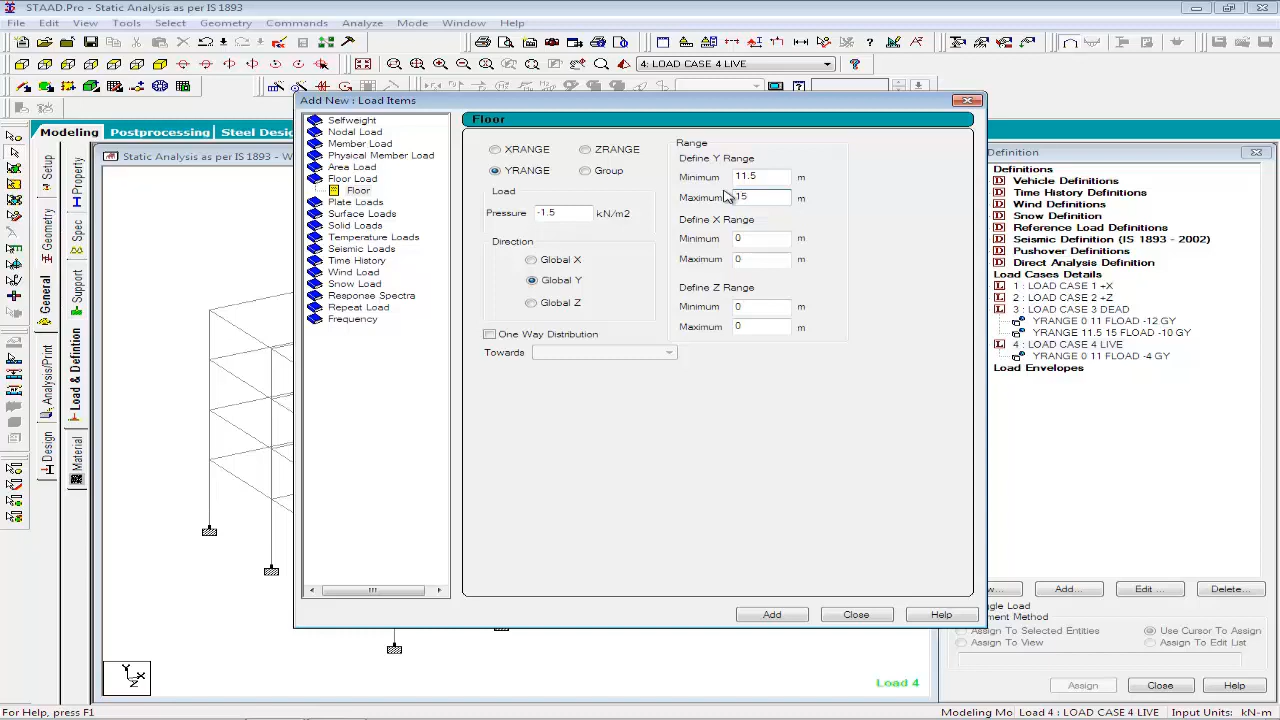 STAAD.Pro - Static Analysis as per IS 1893
File Edit View Tools Select Geometry Commands Analyze Mode Window Help
4: LOAD CASE 4 LIVE
Modeling Postprocessing Steel Des
Static Analysis as per IS 1893 - W
Setup
Geometry
General
Analysis/Print
Design
Property
Spec
Support
Load & Definition
Material
Add New : Load Items
Selfweight
Nodal Load
Member Load
Physical Member Load
Area Load
Floor Load
Floor
Plate Loads
Surface Loads
Solid Loads
Temperature Loads
Seismic Loads
Time History
Wind Load
Snow Load
Response Spectra
Repeat Load
Frequency
Floor
XRANGE ZRANGE
YRANGE Group
Load
Pressure -1.5 kN/m2
Direction
Global X
Global Y
Global Z
One Way Distribution
Towards
Range
Define Y Range
Minimum 11.5 m
Maximum 15 m
Define X Range
Minimum 0 m
Maximum 0 m
Define Z Range
Minimum 0 m
Maximum 0 m
Add Close Help
Definition
Definitions
Vehicle Definitions
Time History Definitions
Wind Definitions
Snow Definition
Reference Load Definitions
Seismic Definition (IS 1893 - 2002)
Pushover Definitions
Direct Analysis Definition
Load Cases Details
1 : LOAD CASE 1 +X
2 : LOAD CASE 2 +Z
3 : LOAD CASE 3 DEAD
YRANGE 0 11 FLOAD -12 GY
YRANGE 11.5 15 FLOAD -10 GY
4 : LOAD CASE 4 LIVE
YRANGE 0 11 FLOAD -4 GY
Load Envelopes
w... Add... Edit ... Delete...
gle Load
nment Method
Assign To Selected Entities Use Cursor To Assign
Assign To View Assign To Edit List
Assign Close Help
Y X Z
Load 4
For Help, press F1 Modeling Mo Load 4 : LOAD CASE 4 LIVE Input Units: kN-m